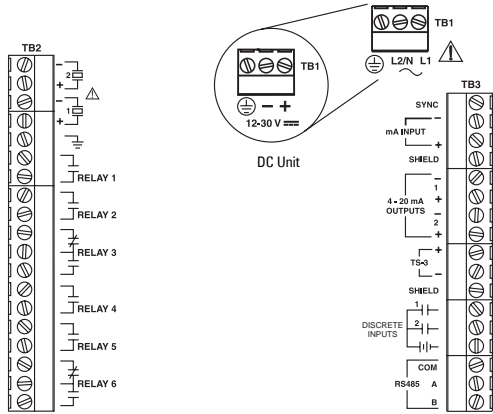 TB2
-
2
+
-
1
+
RELAY 1
RELAY 2
RELAY 3
RELAY 4
RELAY 5
RELAY 6
TB1
- +
12-30 V
DC Unit
TB1
L2/N L1
TB3
SYNC
-
mA INPUT
+
SHIELD
-
1
+
4 - 20 mA
OUTPUTS
-
2
+
+
TS-3
-
SHIELD
1
DISCRETE
INPUTS
2
COM
RS485 A
B